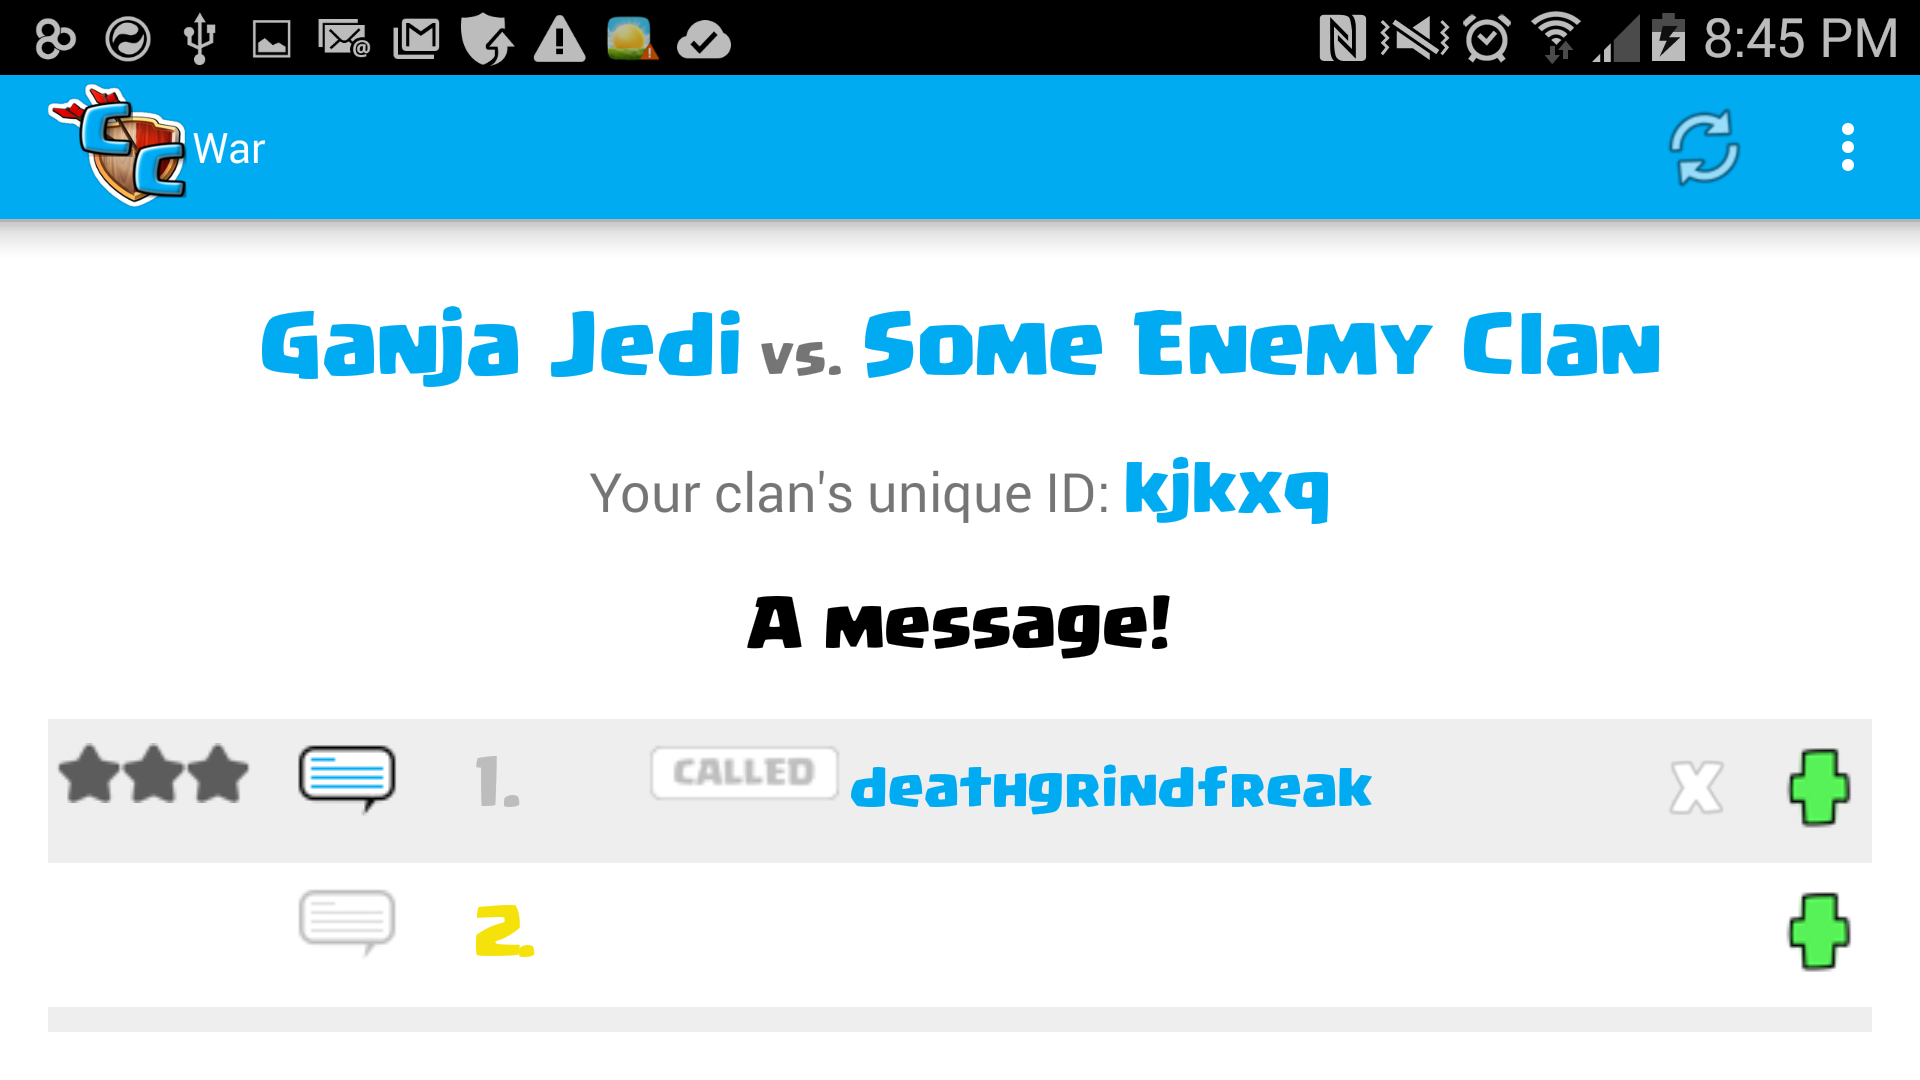 8:45 PM
CC War
Ganja Jedi vs. Some Enemy Clan
Your clan's unique ID: kjkxq
A message!
1. CALLED deathgrindfreak X
2.